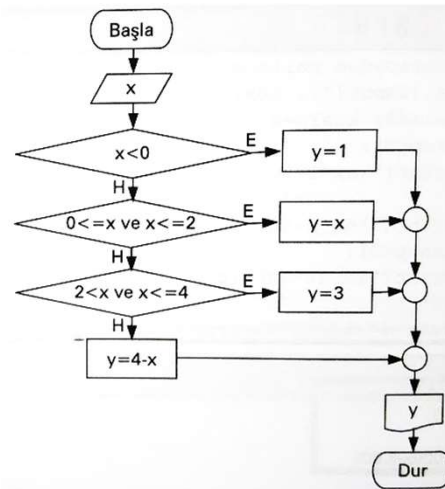 Başla
x
x<0
E
y=1
H
0<=x ve x<=2
E
y=x
H
2<x ve x<=4
E
y=3
H
y=4-x
y
Dur